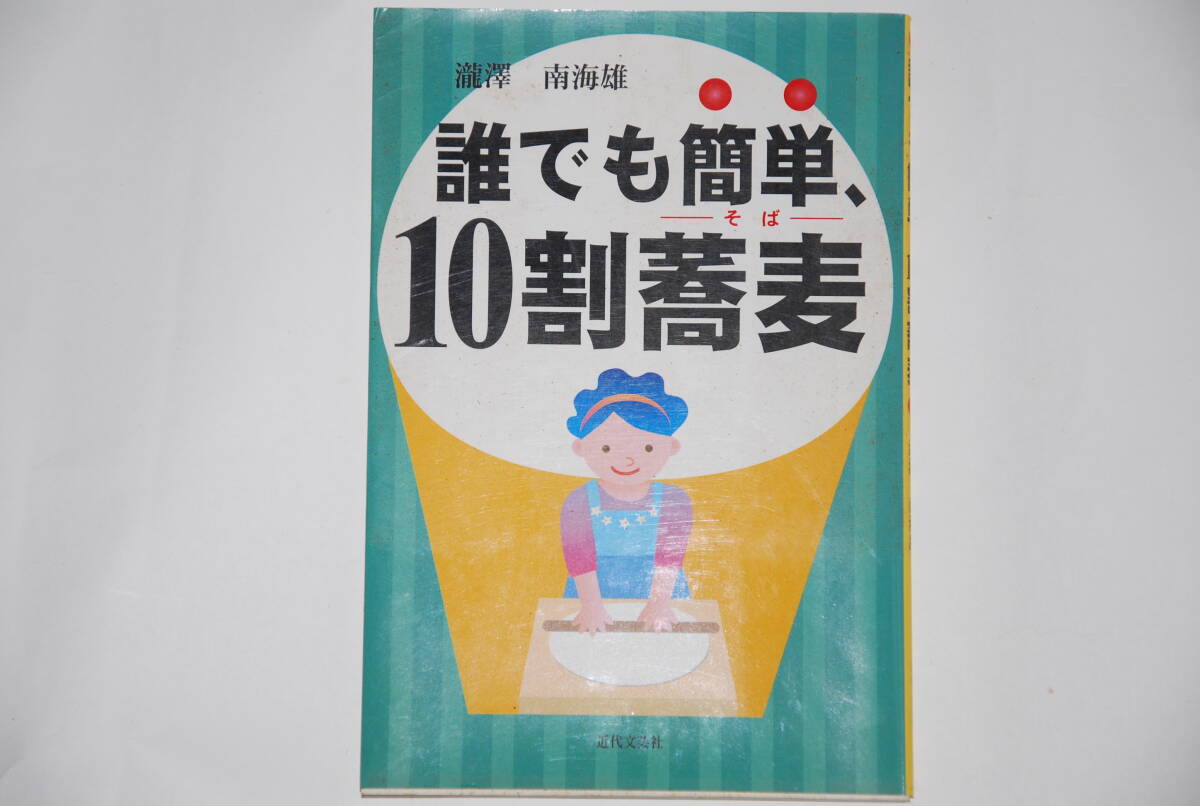 瀧澤 南海雄
誰でも簡単、
そば
10割蕎麦
近代文芸社